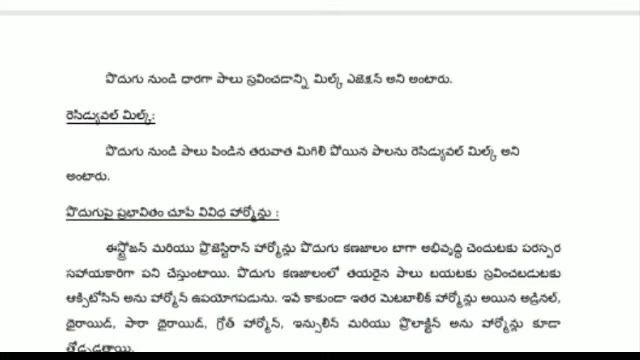 పొదుగు నుండి ధారగా పాలు స్రవించడాన్ని మిల్క్ ఎజెక్షన్ అని అంటారు.
రెసిడ్యువల్ మిల్క్:
పొదుగు నుండి పాలు పిండిన తరువాత మిగిలి పోయిన పాలను రెసిడ్యువల్ మిల్క్ అని
అంటారు.
పొదుగుపై ప్రభావితం చూపే వివిధ హార్మోన్లు :
ఈస్ట్రోజన్ మరియు ప్రొజెస్టిరాన్ హార్మోన్లు పొదుగు కణజాలం బాగా అభివృద్ధి చెందుటకు పరస్పర
సహాయకారిగా పని చేస్తుంటాయి. పొదుగు కణజాలంలో తయరైన పాలు బయటకు స్రవించబడుటకు
ఆక్సిటోసిన్ అను హార్మోన్ ఉపయోగపడును. ఇవే కాకుండా ఇతర మెటబాలిక్ హార్మోన్లు అయిన అడ్రినల్,
థైరాయిడ్, పారా థైరాయిడ్, గ్రోత్ హార్మోన్, ఇన్సులిన్ మరియు ప్రొలాక్టిన్ అను హార్మోన్లు కూడా
తోడ్పడతాయి.